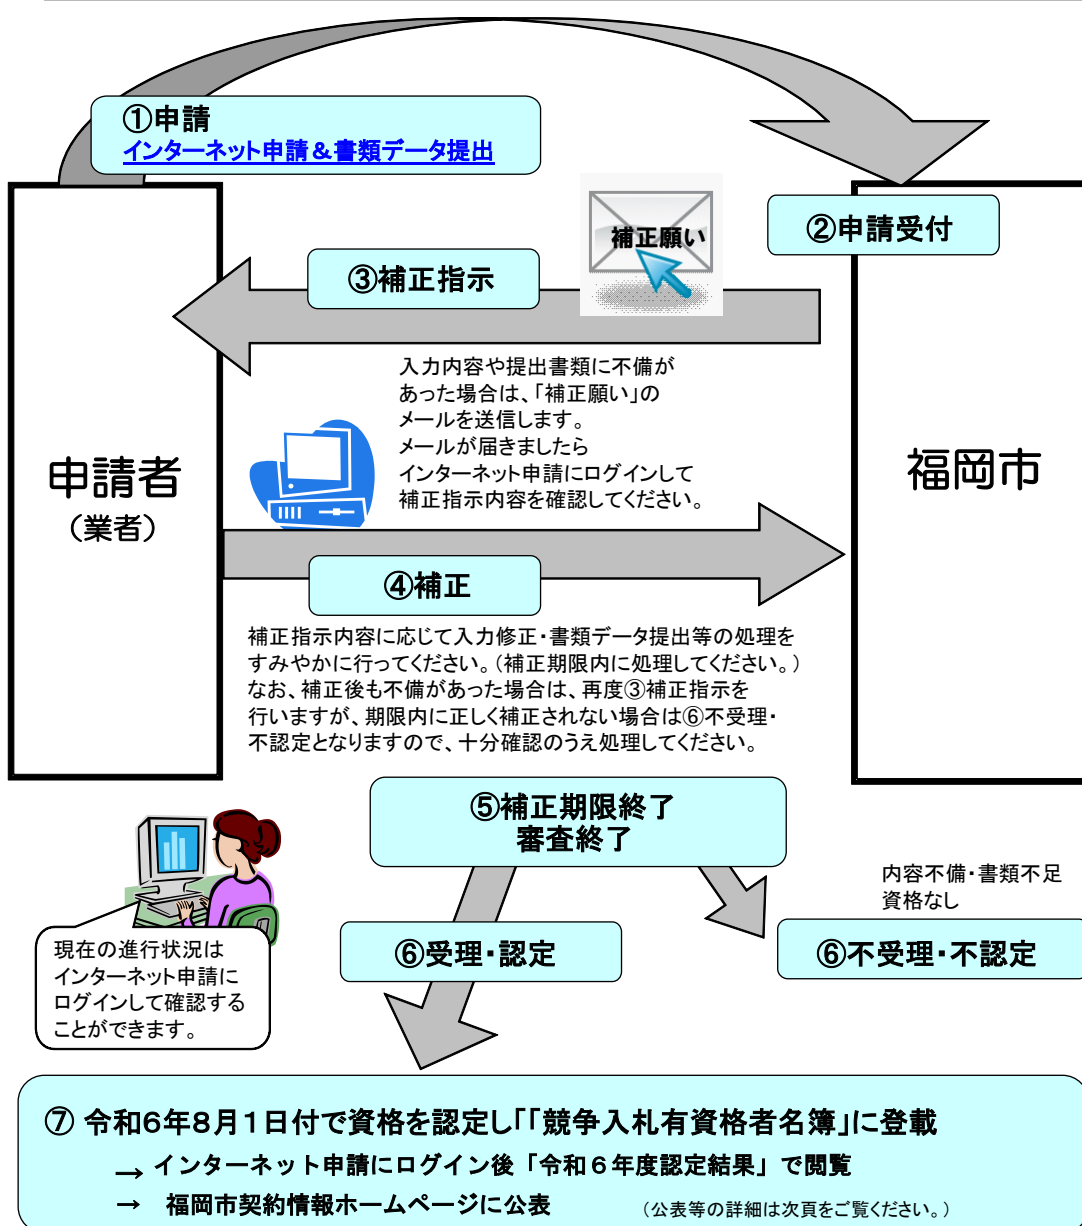 ①申請
インターネット申請＆書類データ提出
②申請受付
補正願い
③補正指示
入力内容や提出書類に不備が
あった場合は、「補正願い」の
メールを送信します。
メールが届きましたら
インターネット申請にログインして
補正指示内容を確認してください。
申請者
（業者）
福岡市
④補正
補正指示内容に応じて入力修正・書類データ提出等の処理を
すみやかに行ってください。（補正期限内に処理してください。）
なお、補正後も不備があった場合は、再度③補正指示を
行いますが、期限内に正しく補正されない場合は⑥不受理・
不認定となりますので、十分確認のうえ処理してください。
⑤補正期限終了
審査終了
内容不備・書類不足
資格なし
⑥受理・認定
⑥不受理・不認定
現在の進行状況は
インターネット申請に
ログインして確認する
ことができます。
⑦ 令和６年８月１日付で資格を認定し「「競争入札有資格者名簿」に登載
→ インターネット申請にログイン後「令和６年度認定結果」で閲覧
→ 福岡市契約情報ホームページに公表 （公表等の詳細は次頁をご覧ください。）